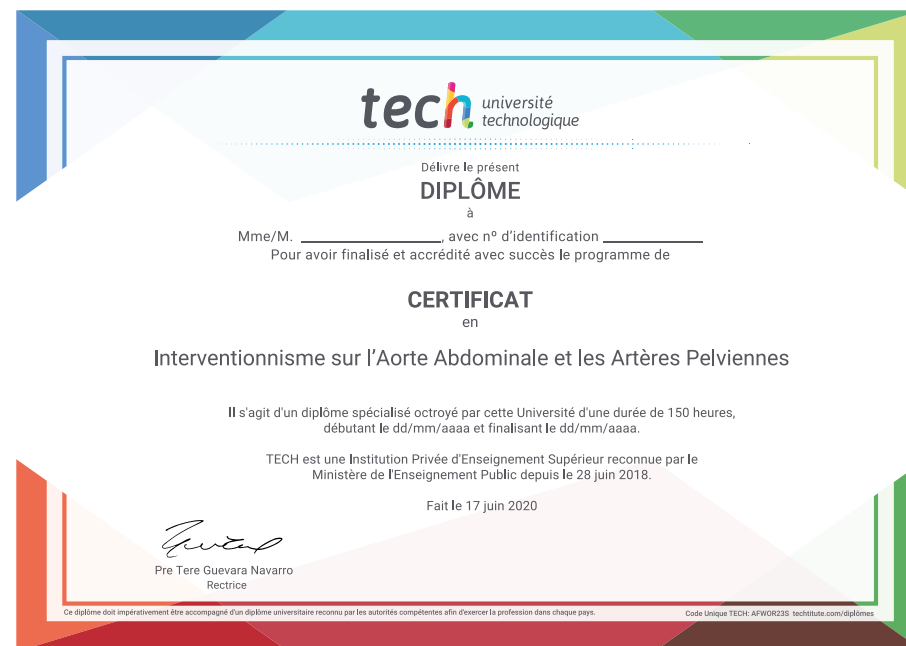 tech université
technologique
Délivre le présent
DIPLÔME
à
Mme/M. ____________________, avec nº d'identification ______________
Pour avoir finalisé et accrédité avec succès le programme de
CERTIFICAT
en
Interventionnisme sur l'Aorte Abdominale et les Artères Pelviennes
Il s'agit d'un diplôme spécialisé octroyé par cette Université d'une durée de 150 heures,
débutant le dd/mm/aaaa et finalisant le dd/mm/aaaa.
TECH est une Institution Privée d'Enseignement Supérieur reconnue par le
Ministère de l'Enseignement Public depuis le 28 juin 2018.
Fait le 17 juin 2020
Pre Tere Guevara Navarro
Rectrice
Ce diplôme doit impérativement être accompagné d'un diplôme universitaire reconnu par les autorités compétentes afin d'exercer la profession dans chaque pays.
Code Unique TECH: AFWOR23S techtitute.com/diplômes